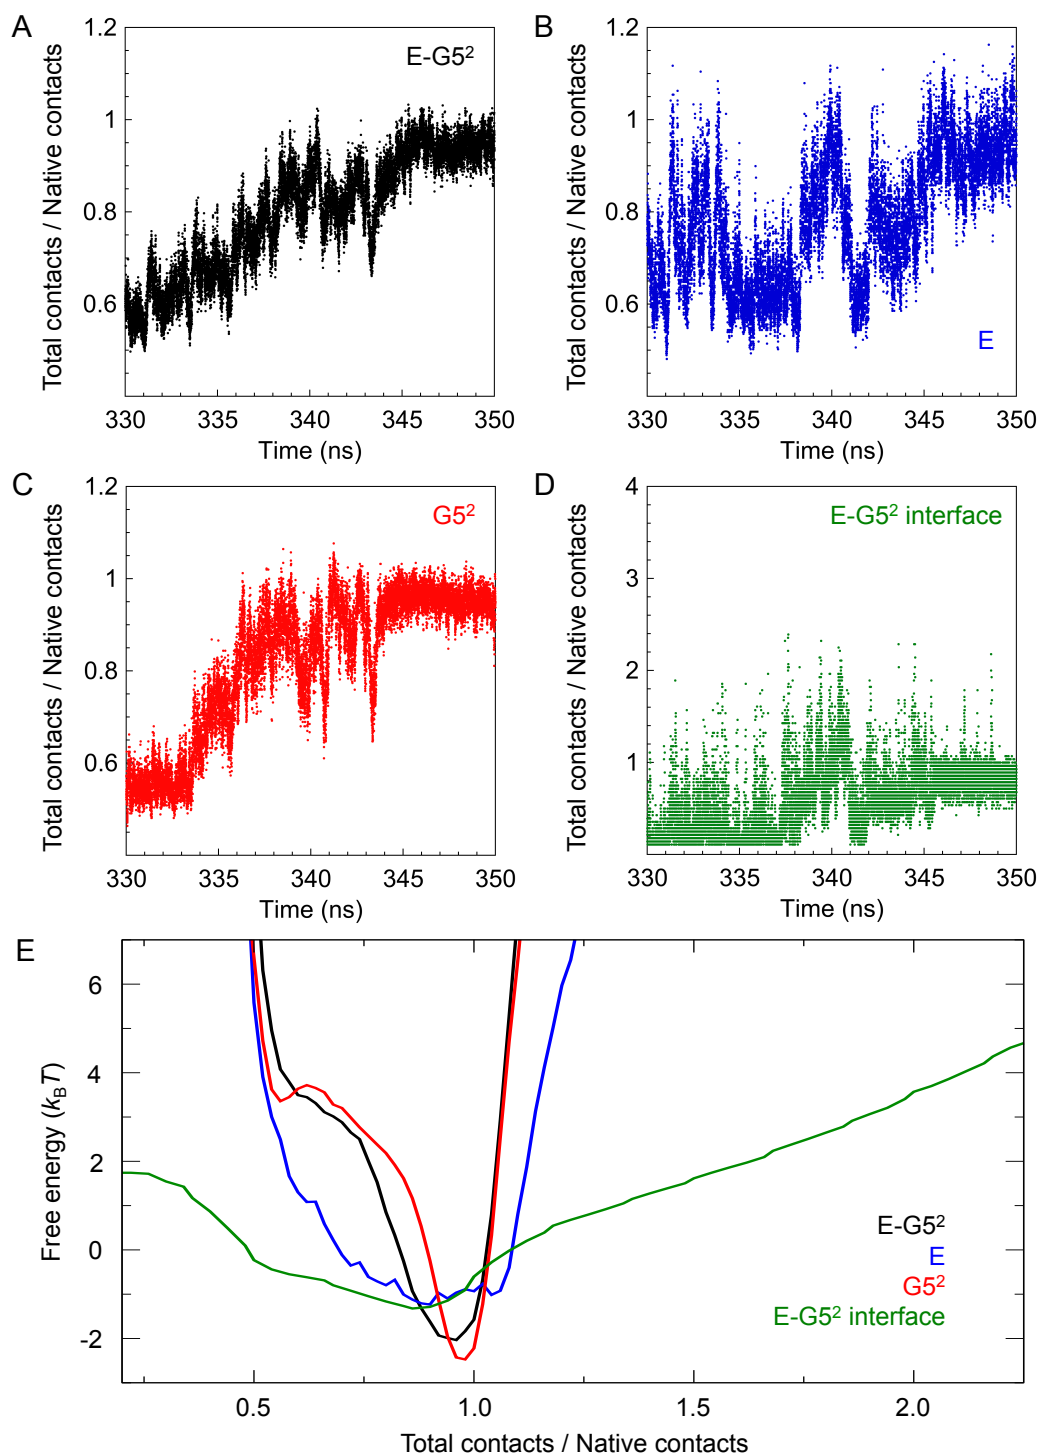 A
Total contacts / Native contacts
1.2
1
0.8
0.6
E-G5²
330 335 340 345 350
Time (ns)
B
Total contacts / Native contacts
1.2
1
0.8
0.6
E
330 335 340 345 350
Time (ns)
C
Total contacts / Native contacts
1.2
1
0.8
0.6
G5²
330 335 340 345 350
Time (ns)
D
Total contacts / Native contacts
4
3
2
1
E-G5² interface
330 335 340 345 350
Time (ns)
E
Free energy (k_BT)
6
4
2
0
-2
E-G5²
E
G5²
E-G5² interface
0.5 1.0 1.5 2.0
Total contacts / Native contacts